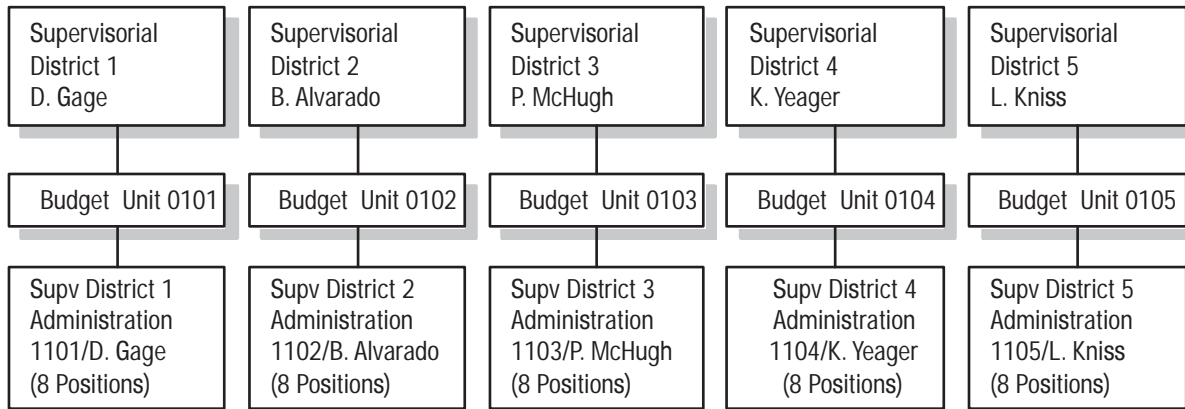 Supervisorial
District 1
D. Gage
Supervisorial
District 2
B. Alvarado
Supervisorial
District 3
P. McHugh
Supervisorial
District 4
K. Yeager
Supervisorial
District 5
L. Kniss
Budget Unit 0101
Budget Unit 0102
Budget Unit 0103
Budget Unit 0104
Budget Unit 0105
Supv District 1
Administration
1101/D. Gage
(8 Positions)
Supv District 2
Administration
1102/B. Alvarado
(8 Positions)
Supv District 3
Administration
1103/P. McHugh
(8 Positions)
Supv District 4
Administration
1104/K. Yeager
(8 Positions)
Supv District 5
Administration
1105/L. Kniss
(8 Positions)